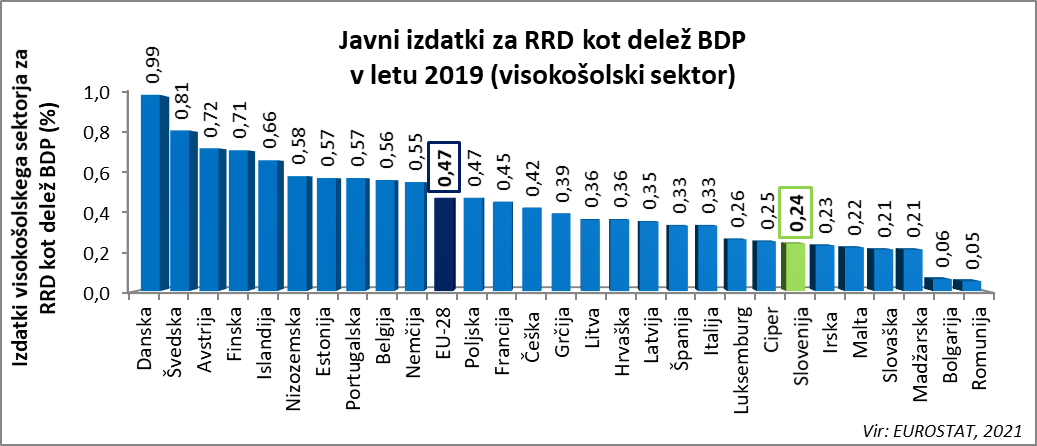 Javni izdatki za RRD kot delež BDP
v letu 2019 (visokošolski sektor)
Izdatki visokošolskega sektorja za
RRD kot delež BDP (%)
1,0
0,8
0,6
0,4
0,2
0,0
0,99
0,81
0,72
0,71
0,66
0,58
0,57
0,57
0,56
0,55
0,47
0,47
0,45
0,42
0,39
0,36
0,36
0,35
0,33
0,33
0,26
0,25
0,24
0,23
0,22
0,21
0,21
0,06
0,05
Danska
Švedska
Avstrija
Finska
Islandija
Nizozemska
Estonija
Portugalska
Belgija
Nemčija
EU-28
Poljska
Francija
Češka
Grčija
Litva
Hrvaška
Latvija
Španija
Italija
Luksemburg
Ciper
Slovenija
Irska
Malta
Slovaška
Madžarska
Bolgarija
Romunija
Vir: EUROSTAT, 2021